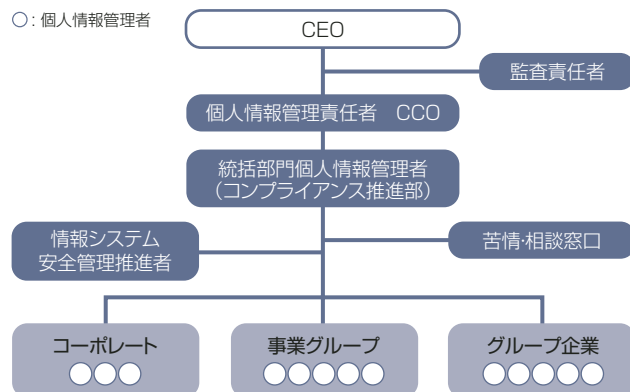 ○: 個人情報管理者
CEO
監査責任者
個人情報管理責任者 CCO
統括部門個人情報管理者
(コンプライアンス推進部)
情報システム
安全管理推進者
苦情・相談窓口
コーポレート
事業グループ
グループ企業